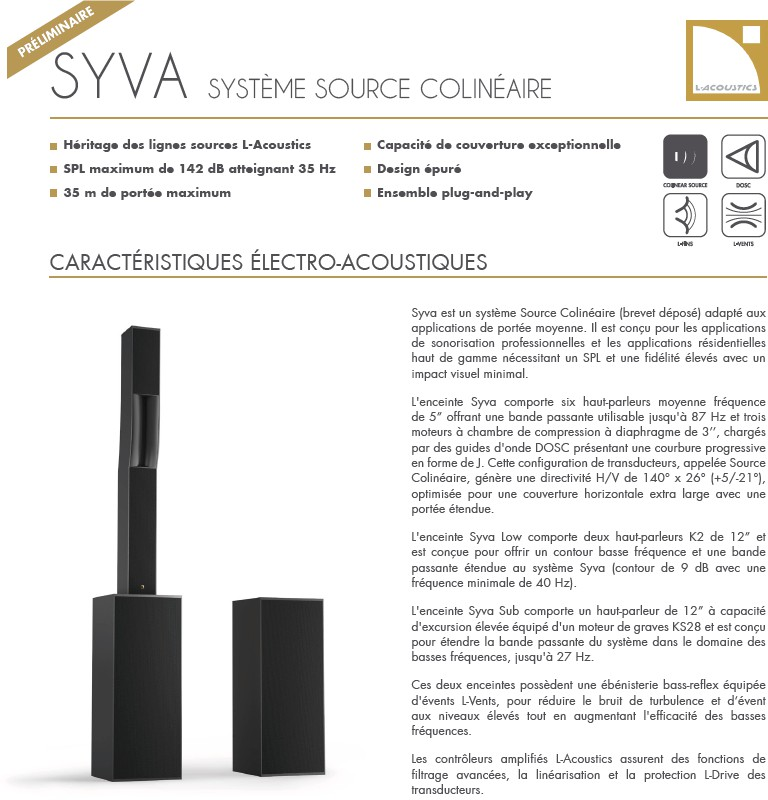 PRÉLIMINAIRE
SYVA SYSTÈME SOURCE COLINÉAIRE
L-ACOUSTICS
Héritage des lignes sources L-Acoustics
SPL maximum de 142 dB atteignant 35 Hz
35 m de portée maximum
Capacité de couverture exceptionnelle
Design épuré
Ensemble plug-and-play
COLINEAR SOURCE
DOSC
L-FINS
L-VENTS
CARACTÉRISTIQUES ÉLECTRO-ACOUSTIQUES
Syva est un système Source Colinéaire (brevet déposé) adapté aux
applications de portée moyenne. Il est conçu pour les applications
de sonorisation professionnelles et les applications résidentielles
haut de gamme nécessitant un SPL et une fidélité élevés avec un
impact visuel minimal.
L'enceinte Syva comporte six haut-parleurs moyenne fréquence
de 5” offrant une bande passante utilisable jusqu'à 87 Hz et trois
moteurs à chambre de compression à diaphragme de 3’’, chargés
par des guides d'onde DOSC présentant une courbure progressive
en forme de J. Cette configuration de transducteurs, appelée Source
Colinéaire, génère une directivité H/V de 140° x 26° (+5/-21°),
optimisée pour une couverture horizontale extra large avec une
portée étendue.
L'enceinte Syva Low comporte deux haut-parleurs K2 de 12” et
est conçue pour offrir un contour basse fréquence et une bande
passante étendue au système Syva (contour de 9 dB avec une
fréquence minimale de 40 Hz).
L'enceinte Syva Sub comporte un haut-parleur de 12” à capacité
d'excursion élevée équipé d'un moteur de graves KS28 et est conçu
pour étendre la bande passante du système dans le domaine des
basses fréquences, jusqu'à 27 Hz.
Ces deux enceintes possèdent une ébénisterie bass-reflex équipée
d'évents L-Vents, pour réduire le bruit de turbulence et d’évent
aux niveaux élevés tout en augmentant l'efficacité des basses
fréquences.
Les contrôleurs amplifiés L-Acoustics assurent des fonctions de
filtrage avancées, la linéarisation et la protection L-Drive des
transducteurs.